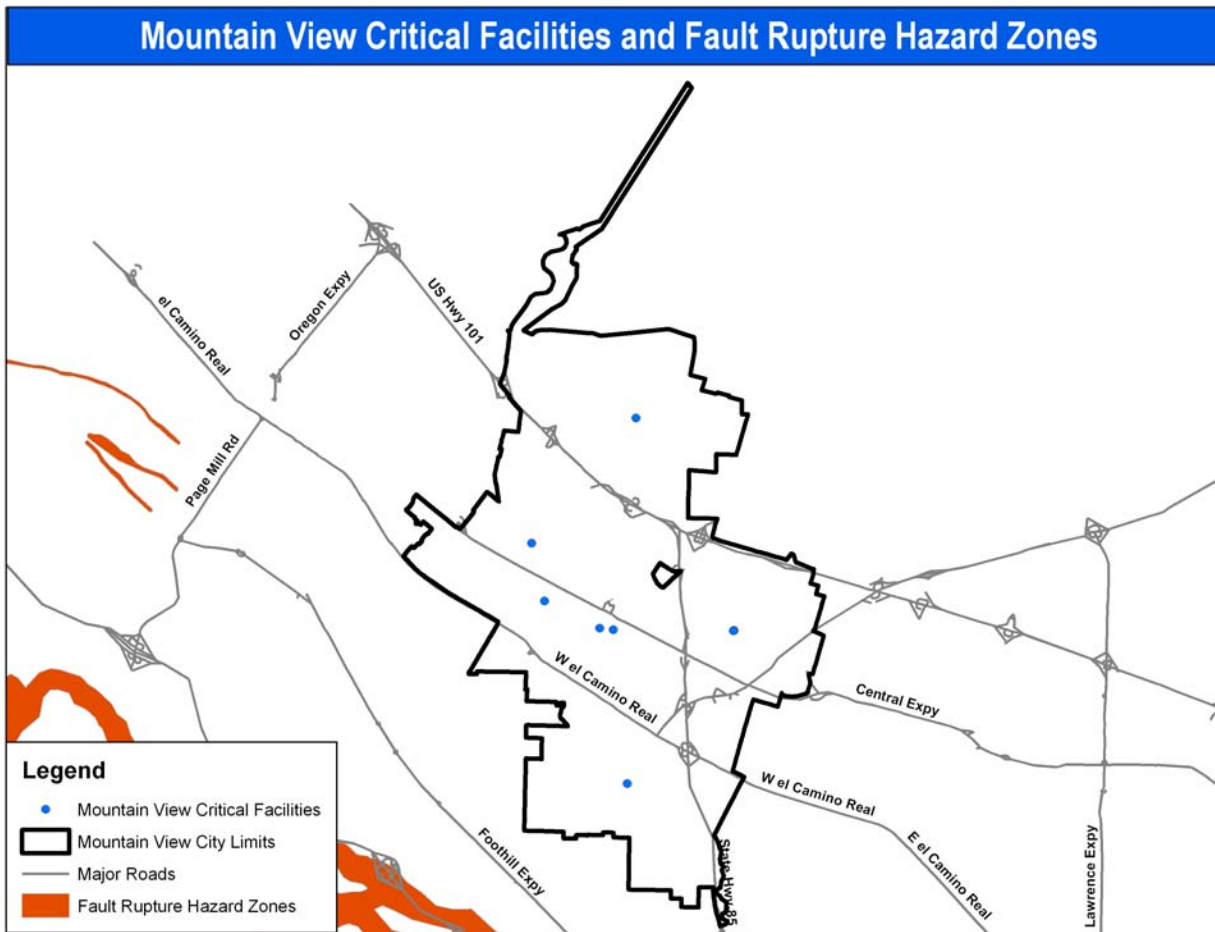 Mountain View Critical Facilities and Fault Rupture Hazard Zones
el Camino Real
Oregon Expy
US Hwy 101
Page Mill Rd
W el Camino Real
Central Expy
W el Camino Real
E el Camino Real
Foothill Expy
State Hwy 85
Lawrence Expy
Legend
Mountain View Critical Facilities
Mountain View City Limits
Major Roads
Fault Rupture Hazard Zones